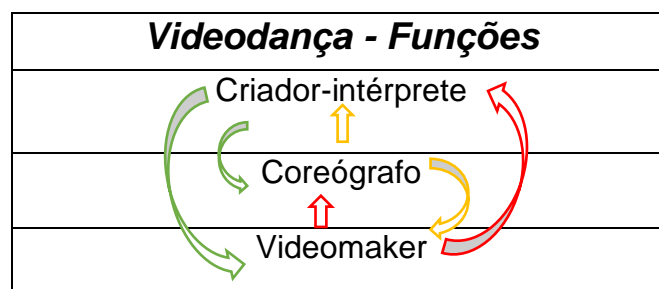 Videodança - Funções
Criador-intérprete
Coreógrafo
Videomaker